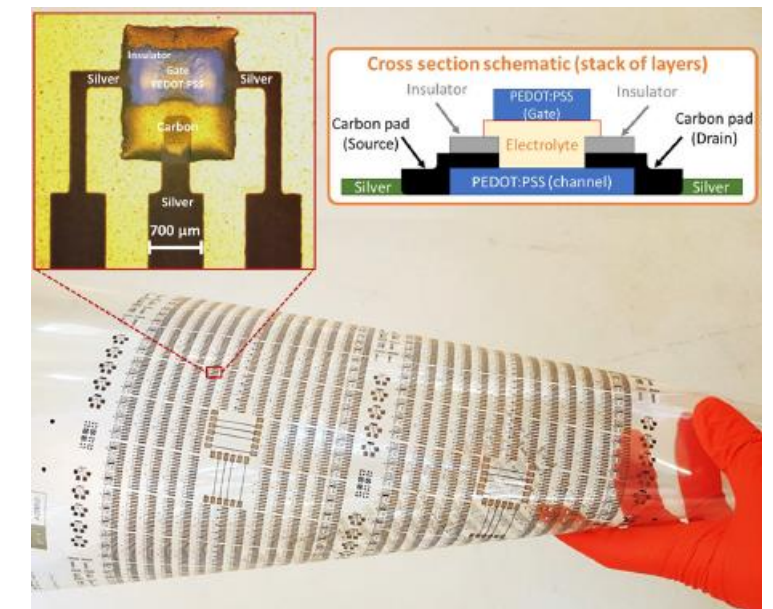 Insulator
Gate
PEDOT:PSS
Silver
Silver
Carbon
Silver
700 μm
Cross section schematic (stack of layers)
Insulator
PEDOT:PSS
(Gate)
Insulator
Carbon pad
(Source)
Electrolyte
Carbon pad
(Drain)
Silver
PEDOT:PSS (channel)
Silver